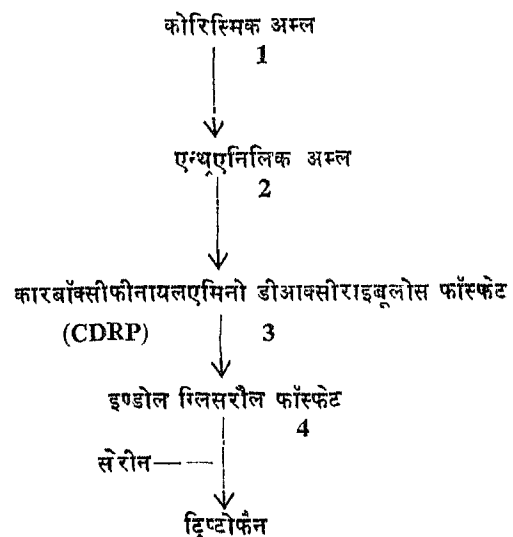 कोरिस्मिक अम्ल
1
एन्थ्रएनिलिक अम्ल
2
कारबॉक्सीफीनायलएमिनो डीआक्सीराइबूलोस फॉस्फेट
(CDRP) 3
इण्डोल ग्लिसरौल फॉस्फेट
4
सेरीन
ट्रिप्टोफैन